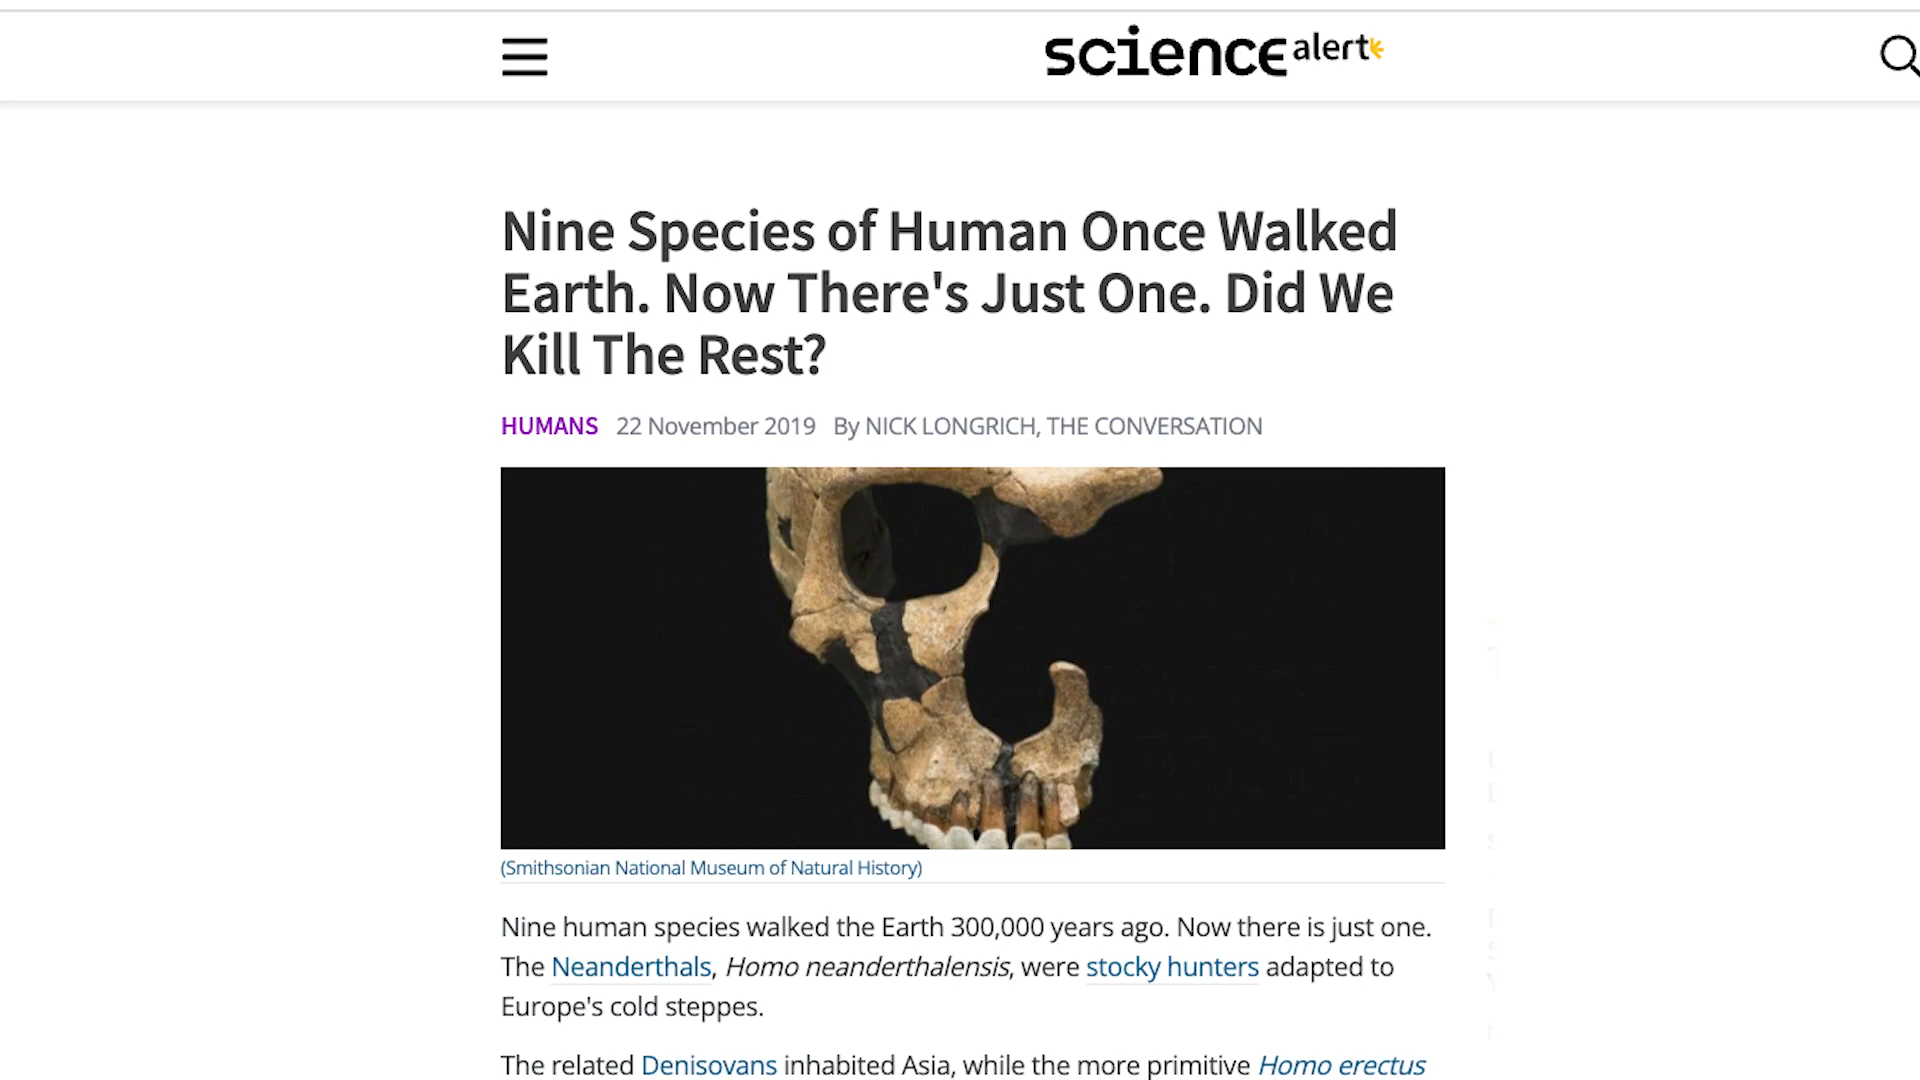 science alert
Nine Species of Human Once Walked
Earth. Now There's Just One. Did We
Kill The Rest?
HUMANS 22 November 2019 By NICK LONGRICH, THE CONVERSATION
(Smithsonian National Museum of Natural History)
Nine human species walked the Earth 300,000 years ago. Now there is just one.
The Neanderthals, Homo neanderthalensis, were stocky hunters adapted to
Europe's cold steppes.
The related Denisovans inhabited Asia, while the more primitive Homo erectus